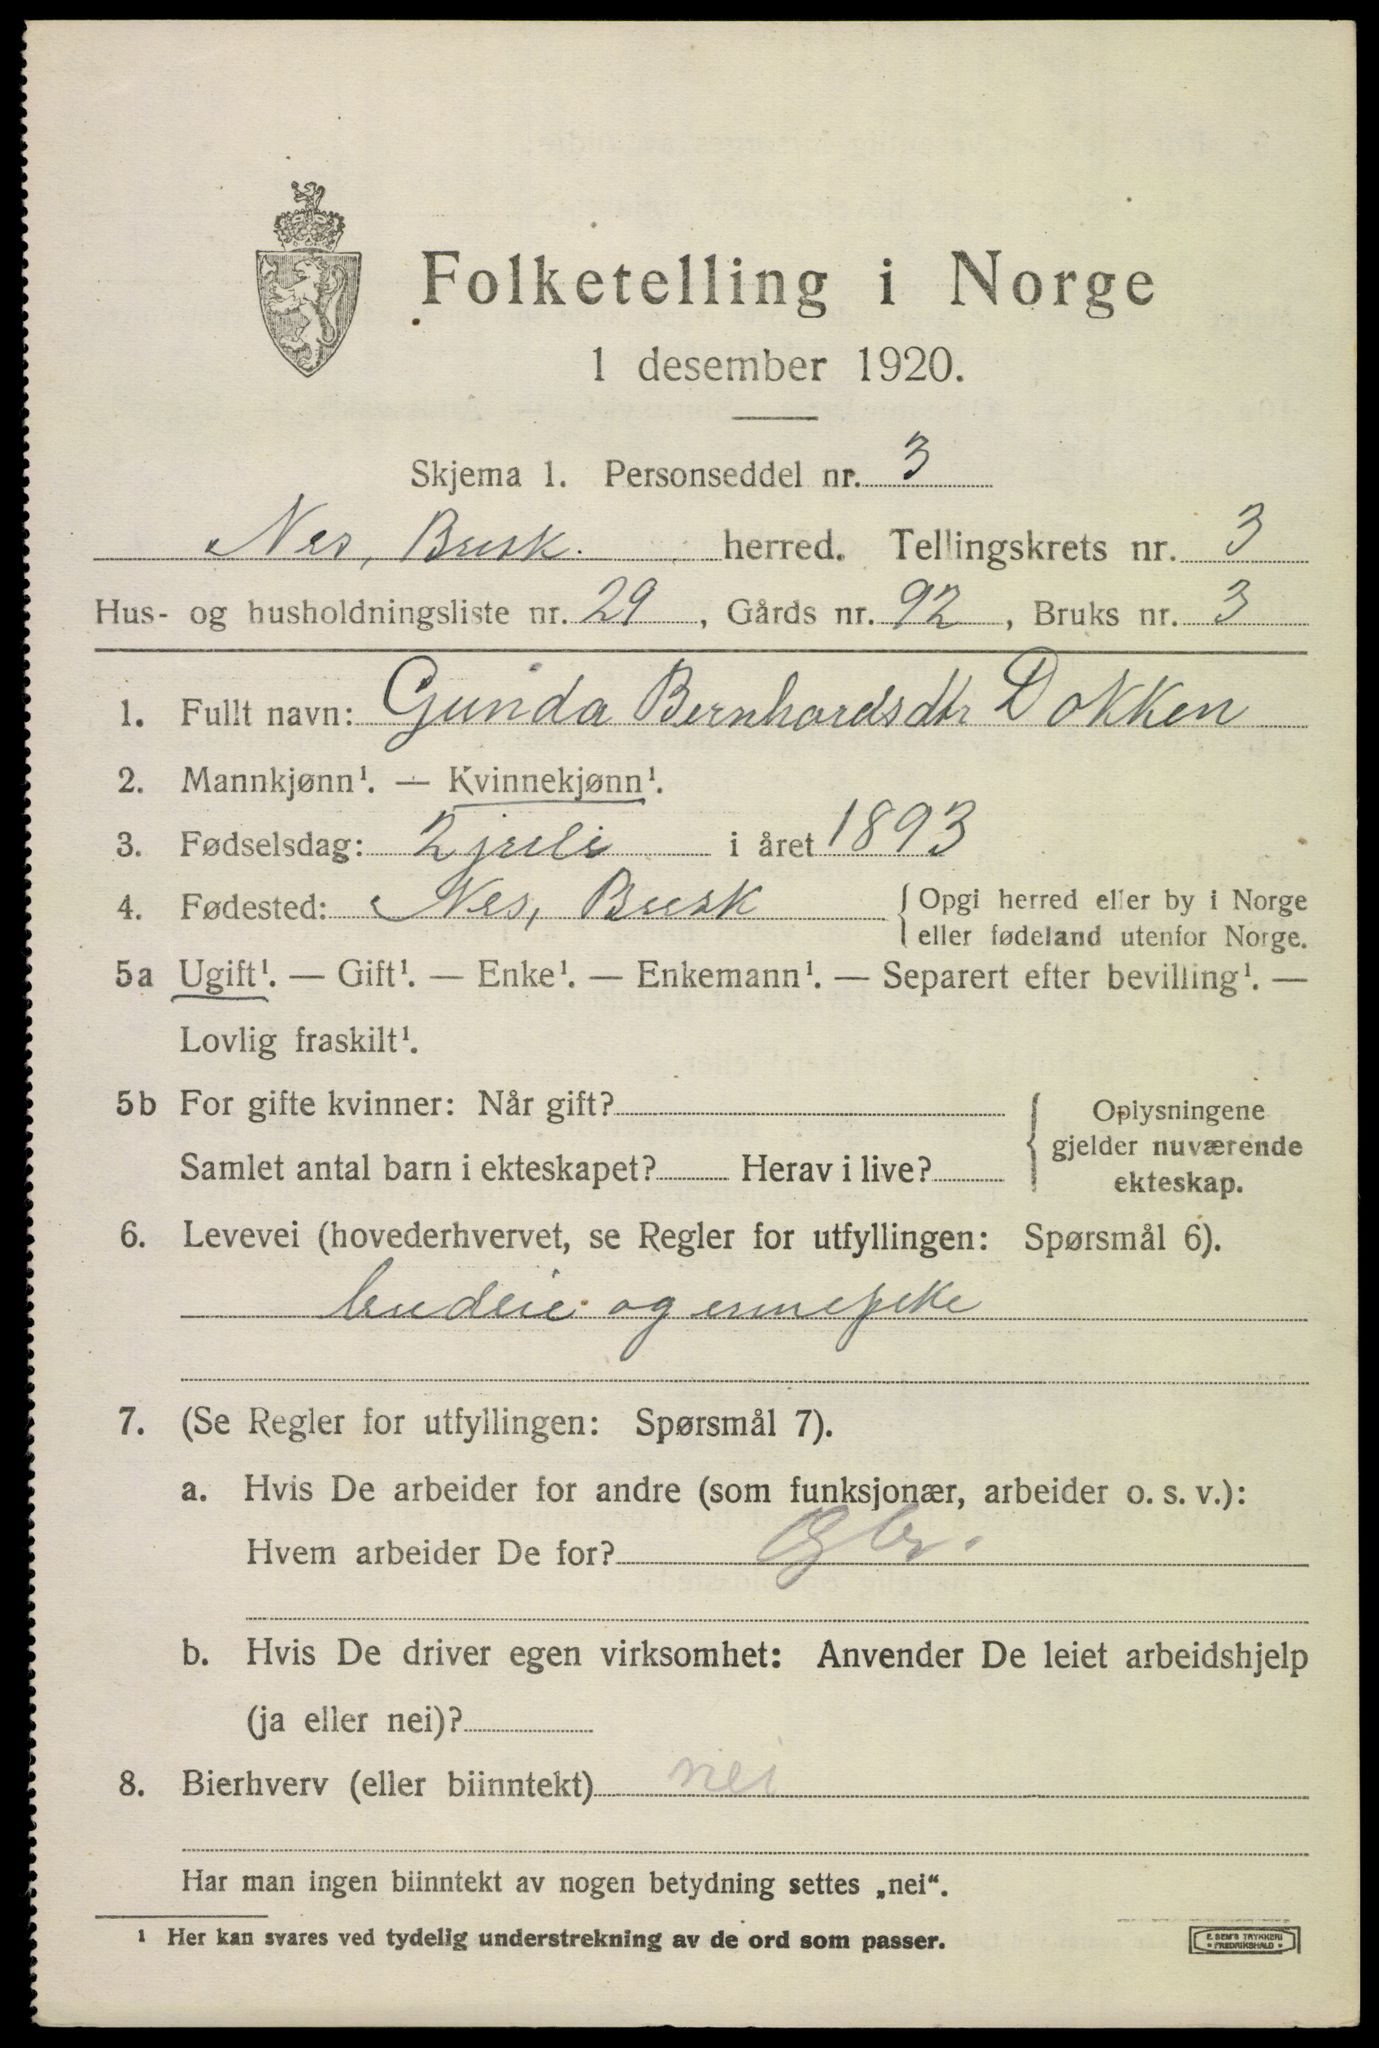 Folketelling i Norge
1 desember 1920.
Skjema 1. Personseddel nr. 3
Nes, Busk. herred. Tellingskrets nr. 3
Hus- og husholdningsliste nr. 29, Gårds nr. 92, Bruks nr. 3
1. Fullt navn: Gunda Bernhardsdtr Dokken
2. Mannkjønn¹. — Kvinnekjønn¹.
3. Fødselsdag: 2 juli i året 1893
4. Fødested: Nes, Busk { Opgi herred eller by i Norge
eller fødeland utenfor Norge.
5a Ugift¹. — Gift¹. — Enke¹. — Enkemann¹. — Separert efter bevilling¹. —
Lovlig fraskilt¹.
5b For gifte kvinner: Når gift?
Samlet antal barn i ekteskapet? Herav i live?
{ Oplysningene
gjelder nuværende
ekteskap.
6. Levevei (hovederhvervet, se Regler for utfyllingen: Spørsmål 6).
budeie og
7. (Se Regler for utfyllingen: Spørsmål 7).
a. Hvis De arbeider for andre (som funksjonær, arbeider o. s. v.):
Hvem arbeider De for? Gbr.
b. Hvis De driver egen virksomhet: Anvender De leiet arbeidshjelp
(ja eller nei)?
8. Bierhverv (eller biinntekt) nei
Har man ingen biinntekt av nogen betydning settes „nei“.
¹ Her kan svares ved tydelig understrekning av de ord som passer.
E. SEM'S TRYKKERI
FREDRIKSHALD